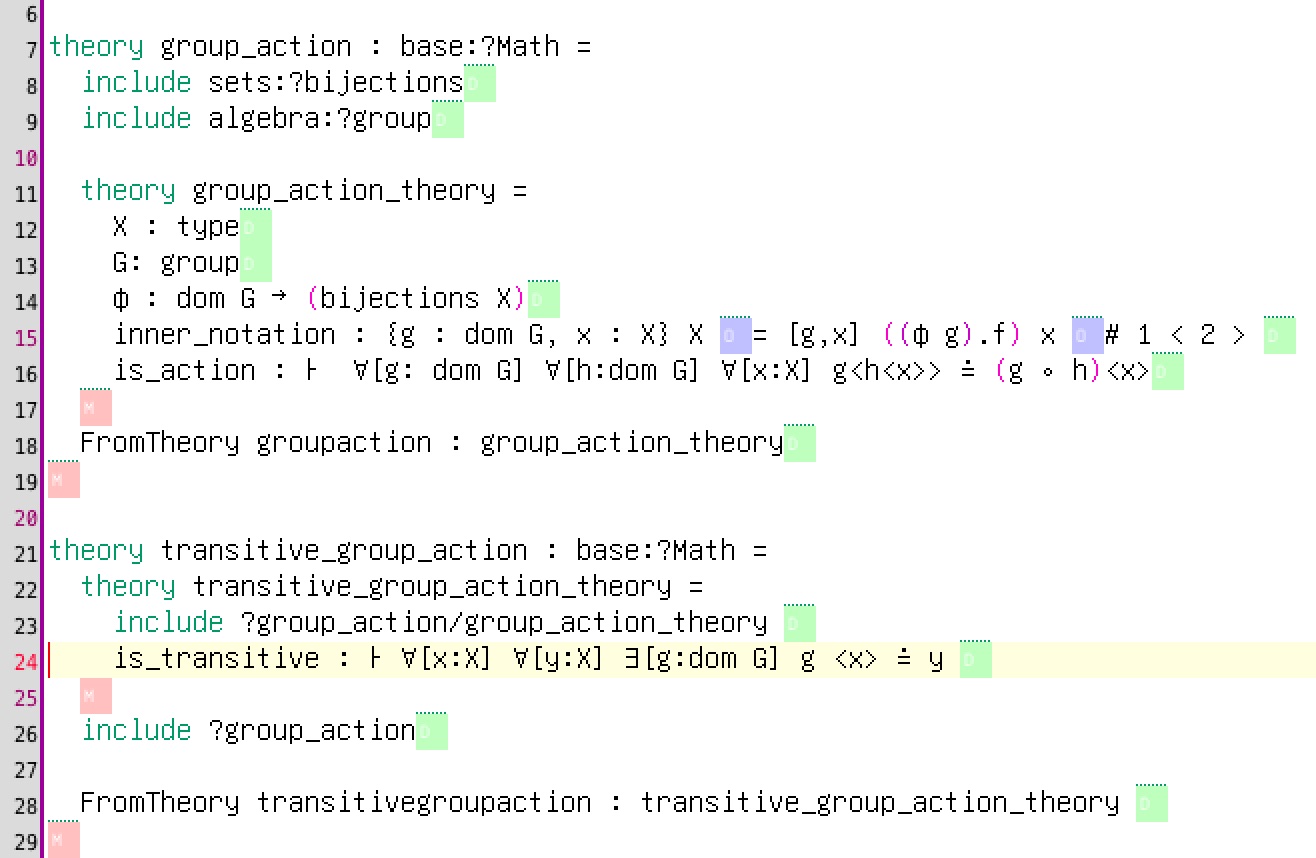 6
7 theory group_action : base:?Math =
8 include sets:?bijections D
9 include algebra:?group D
10
11 theory group_action_theory =
12 X : type D
13 G: group D
14 ϕ : dom G → (bijections X) D
15 inner_notation : {g : dom G, x : X} X O = [g,x] ((ϕ g).f) x O # 1 < 2 > D
16 is_action : ⊦ ∀[g: dom G] ∀[h:dom G] ∀[x:X] g<h<x>> ≐ (g ∘ h)<x> D
17 M
18 FromTheory groupaction : group_action_theory D
19 M
20
21 theory transitive_group_action : base:?Math =
22 theory transitive_group_action_theory =
23 include ?group_action/group_action_theory D
24 is_transitive : ⊦ ∀[x:X] ∀[y:X] ∃[g:dom G] g <x> ≐ y D
25 M
26 include ?group_action D
27
28 FromTheory transitivegroupaction : transitive_group_action_theory D
29 M